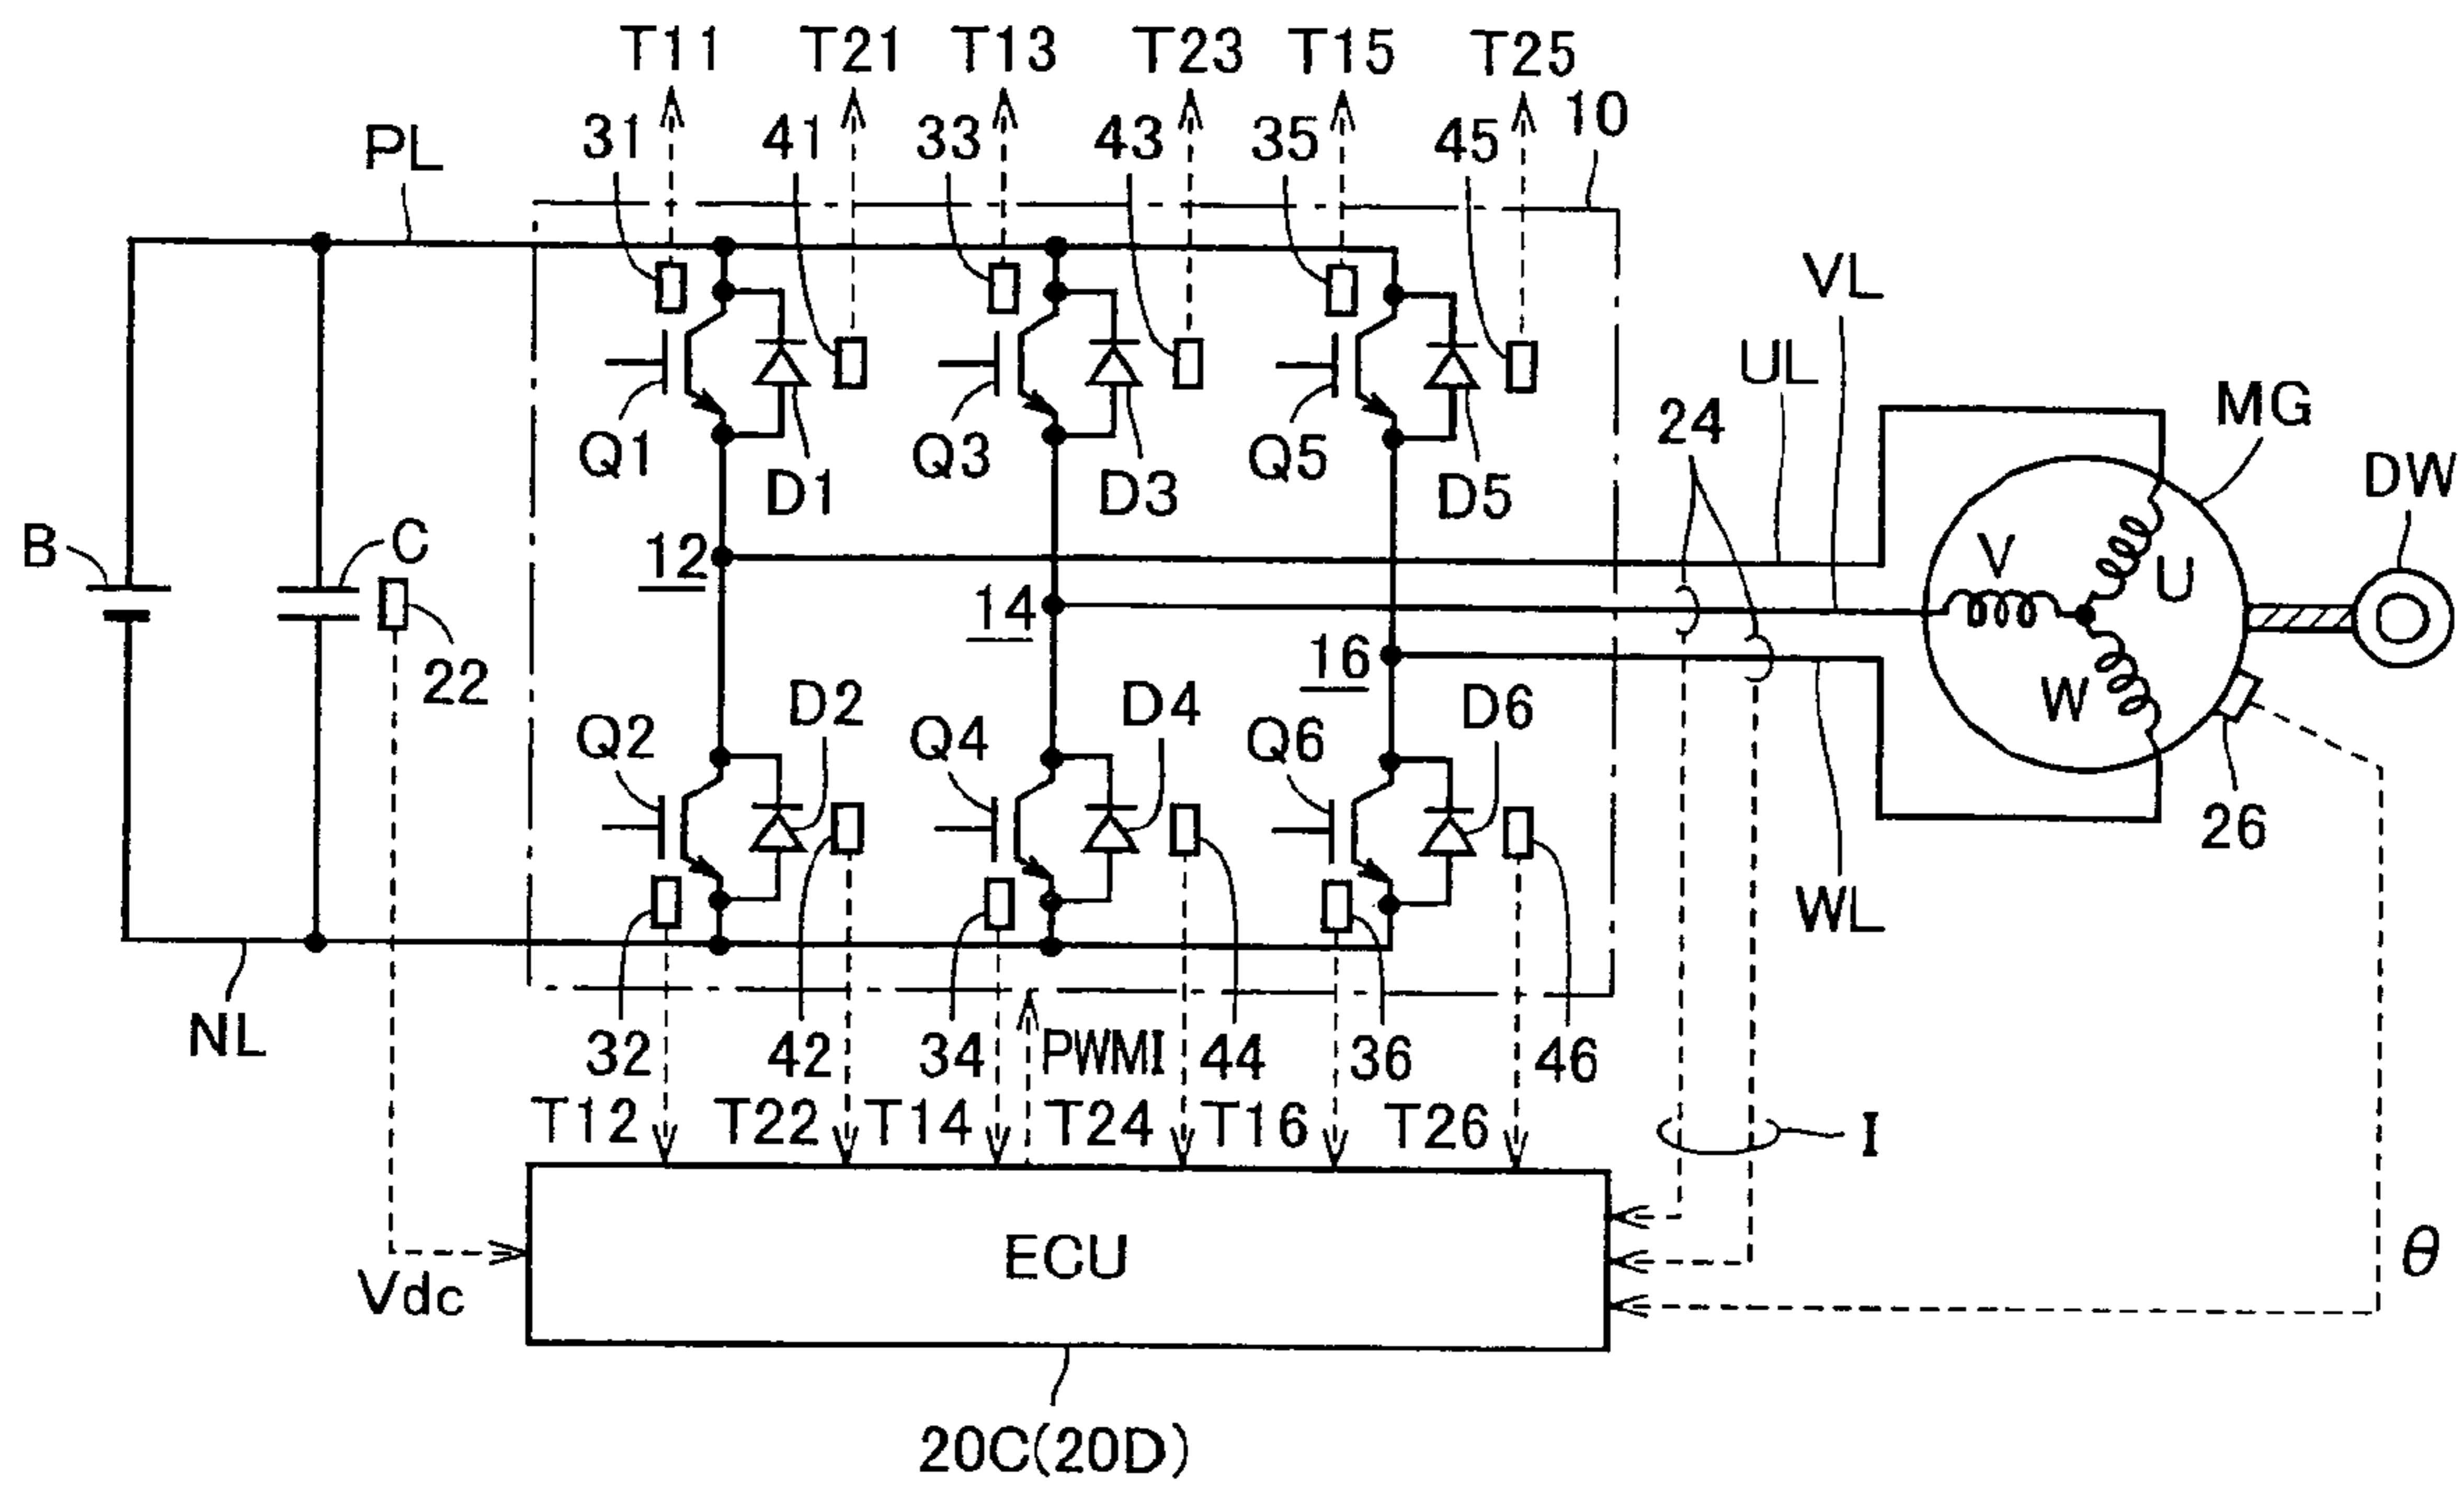 T11 T21 T13 T23 T15 T25
31 41 33 43 35 45 10
PL
VL
UL
MG
24
DW
Q1 Q3 Q5
D1 D3 D5
B
C
12
V
U
14
16
22
W
D2 D4 D6
Q2 Q4 Q6
26
WL
NL
32 42 34 PWMI 44 36 46
T12 T22 T14 T24 T16 T26
I
ECU
θ
Vdc
20C(20D)